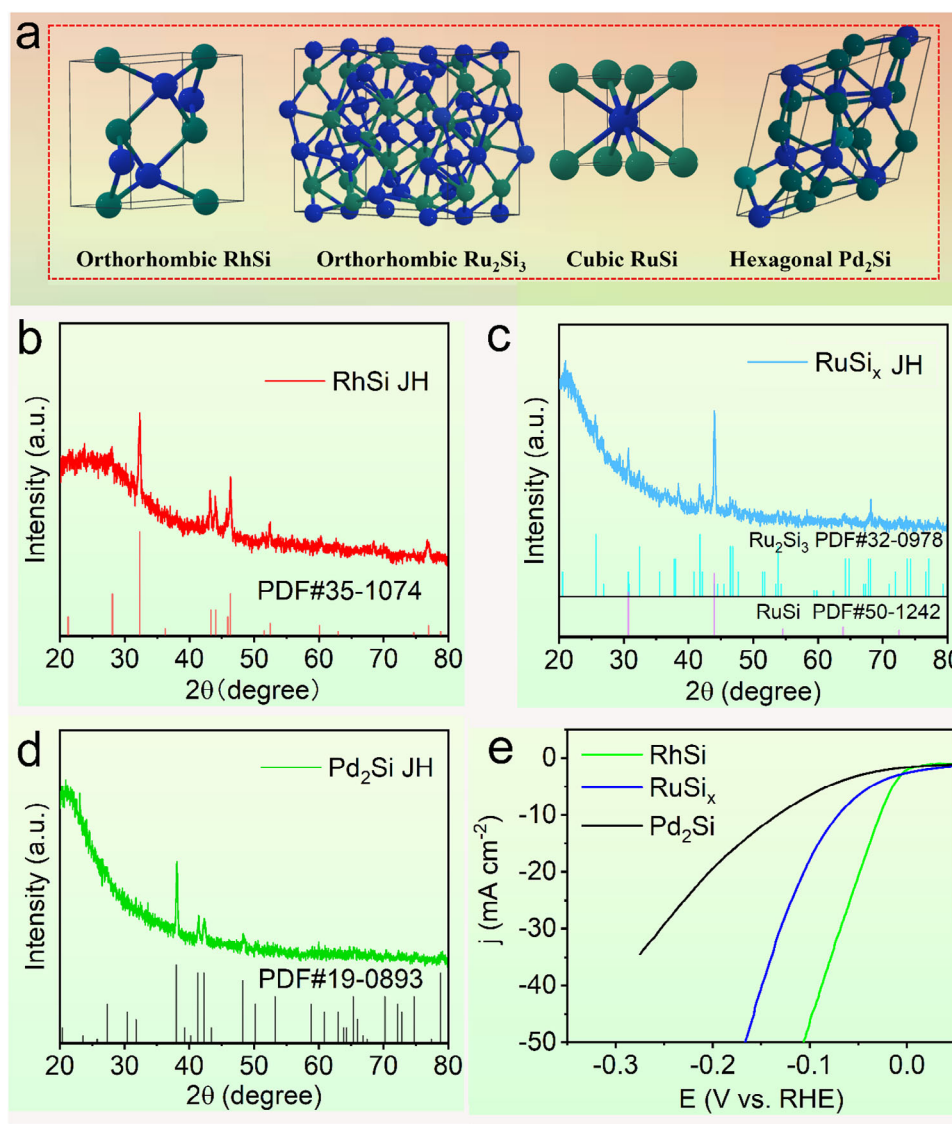 a
Orthorhombic RhSi
Orthorhombic Ru₂Si₃
Cubic RuSi
Hexagonal Pd₂Si
b
RhSi JH
Intensity (a.u.)
PDF#35-1074
20 30 40 50 60 70 80
2θ (degree)
c
RuSiₓ JH
Intensity (a.u.)
Ru₂Si₃ PDF#32-0978
RuSi PDF#50-1242
20 30 40 50 60 70 80
2θ (degree)
d
Pd₂Si JH
Intensity (a.u.)
PDF#19-0893
20 30 40 50 60 70 80
2θ (degree)
e
RhSi
RuSiₓ
Pd₂Si
j (mA cm⁻²)
0
-10
-20
-30
-40
-50
-0.3 -0.2 -0.1 0.0
E (V vs. RHE)